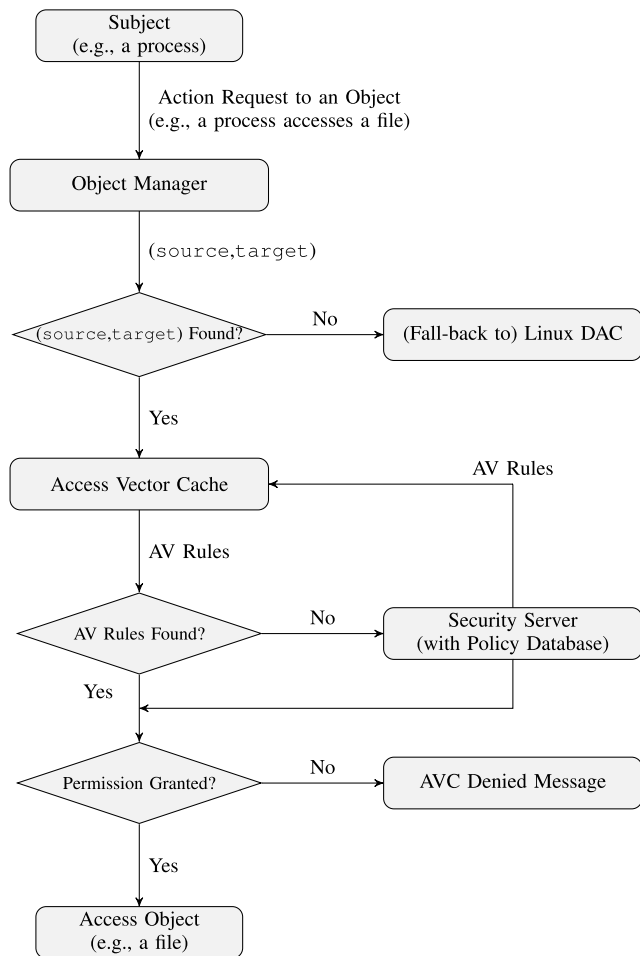 Subject
(e.g., a process)
Action Request to an Object
(e.g., a process accesses a file)
Object Manager
(source,target)
(source,target) Found?
No
(Fall-back to) Linux DAC
Yes
Access Vector Cache
AV Rules
AV Rules
AV Rules Found?
No
Security Server
(with Policy Database)
Yes
Permission Granted?
No
AVC Denied Message
Yes
Access Object
(e.g., a file)